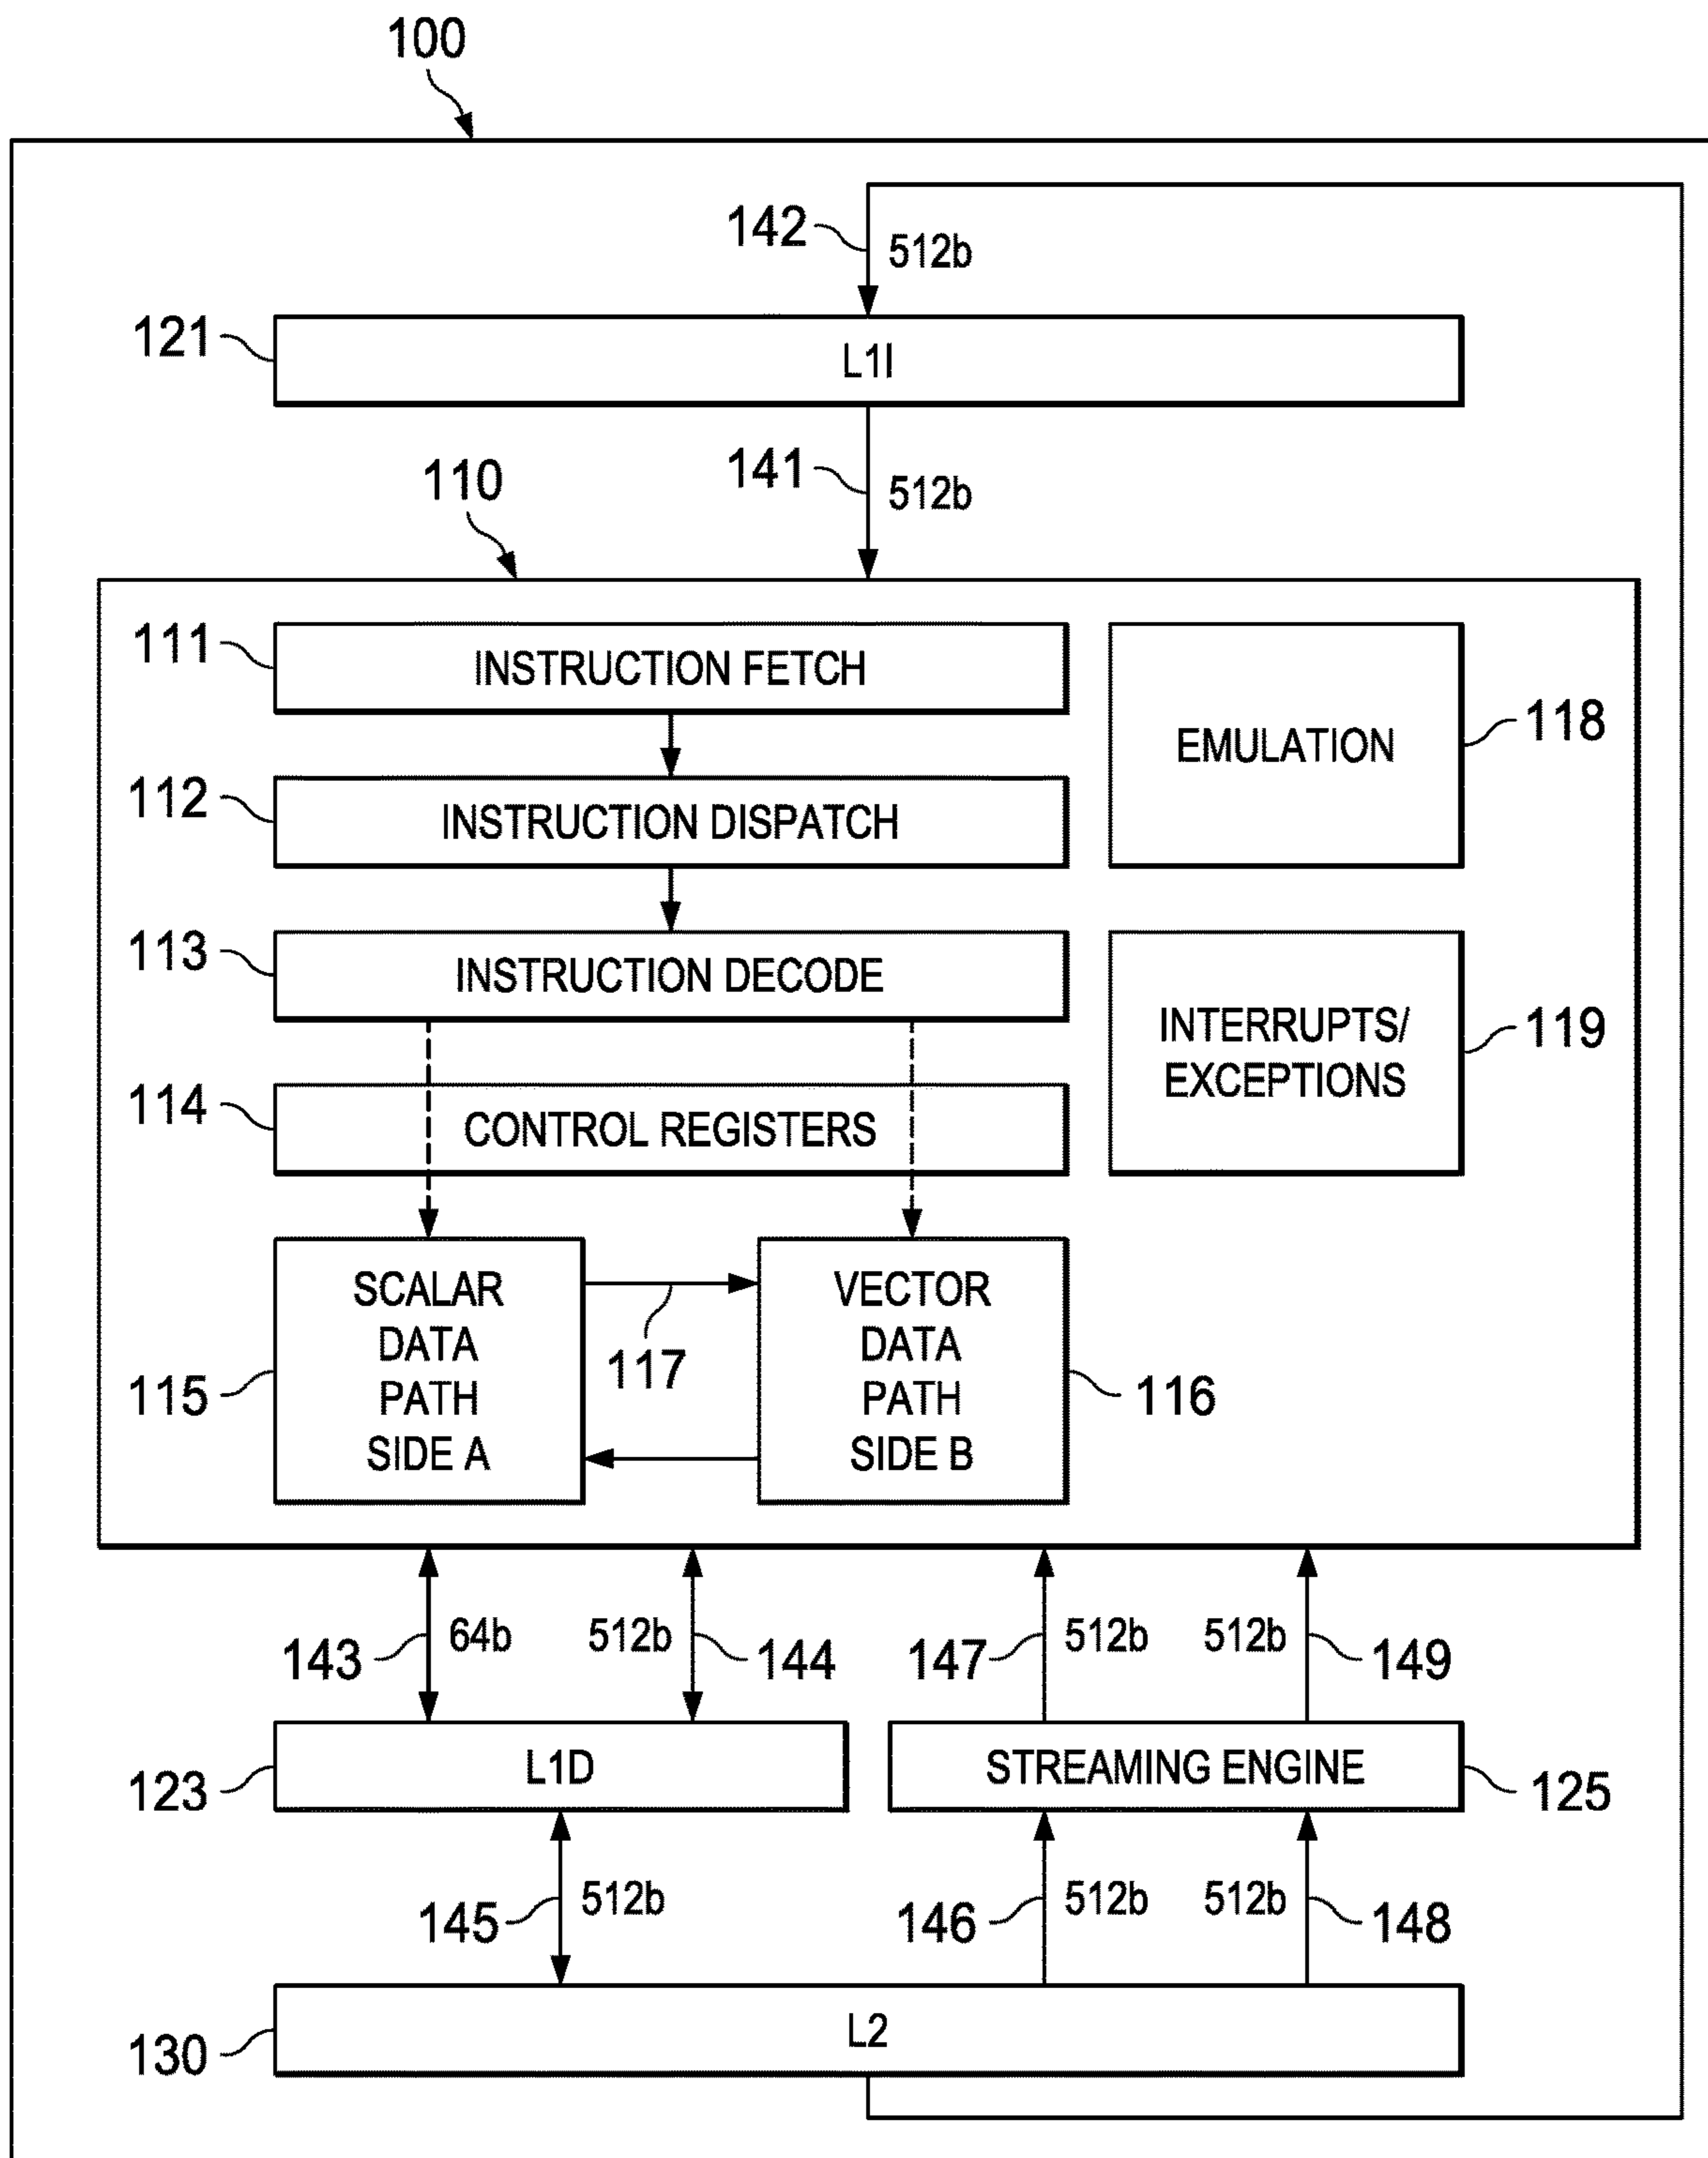 100
142
512b
121
L1I
141
512b
110
111
INSTRUCTION FETCH
EMULATION
118
112
INSTRUCTION DISPATCH
113
INSTRUCTION DECODE
INTERRUPTS/
EXCEPTIONS
119
114
CONTROL REGISTERS
SCALAR
DATA
PATH
SIDE A
115
117
VECTOR
DATA
PATH
SIDE B
116
143
64b
512b
144
147
512b
512b
149
123
L1D
STREAMING ENGINE
125
145
512b
146
512b
512b
148
130
L2